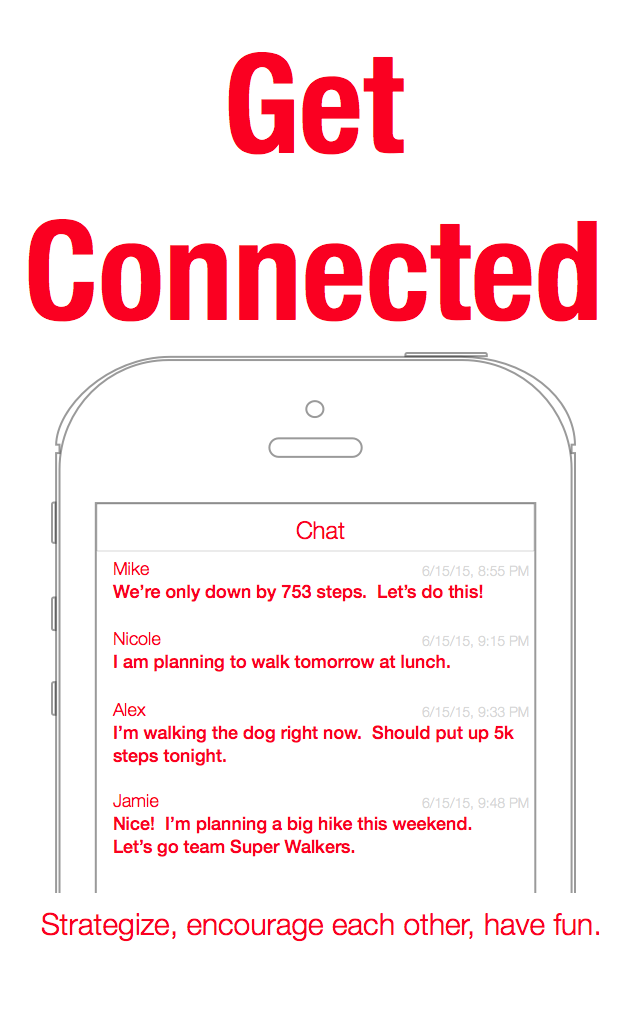 Get
Connected
Chat
Mike 6/15/15, 8:55 PM
We're only down by 753 steps.  Let's do this!
Nicole 6/15/15, 9:15 PM
I am planning to walk tomorrow at lunch.
Alex 6/15/15, 9:33 PM
I'm walking the dog right now.  Should put up 5k
steps tonight.
Jamie 6/15/15, 9:48 PM
Nice!  I'm planning a big hike this weekend.
Let's go team Super Walkers.
Strategize, encourage each other, have fun.